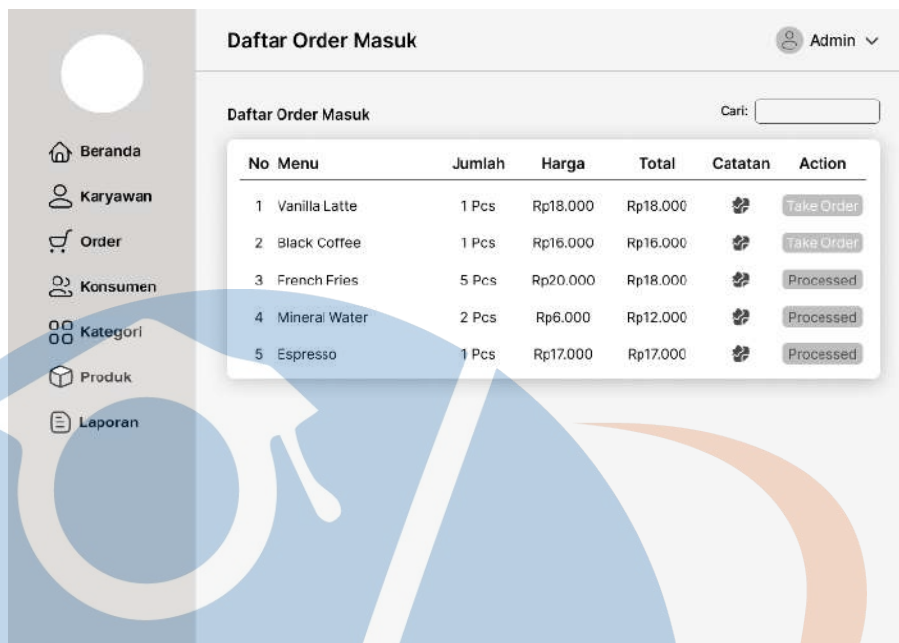 Daftar Order Masuk
Admin
Daftar Order Masuk
Cari:
Beranda
Karyawan
Order
Konsumen
Kategori
Produk
Laporan
No Menu Jumlah Harga Total Catatan Action
1 Vanilla Latte 1 Pcs Rp18.000 Rp18.000 Take Order
2 Black Coffee 1 Pcs Rp16.000 Rp16.000 Take Order
3 French Fries 5 Pcs Rp20.000 Rp18.000 Processed
4 Mineral Water 2 Pcs Rp6.000 Rp12.000 Processed
5 Espresso 1 Pcs Rp17.000 Rp17.000 Processed